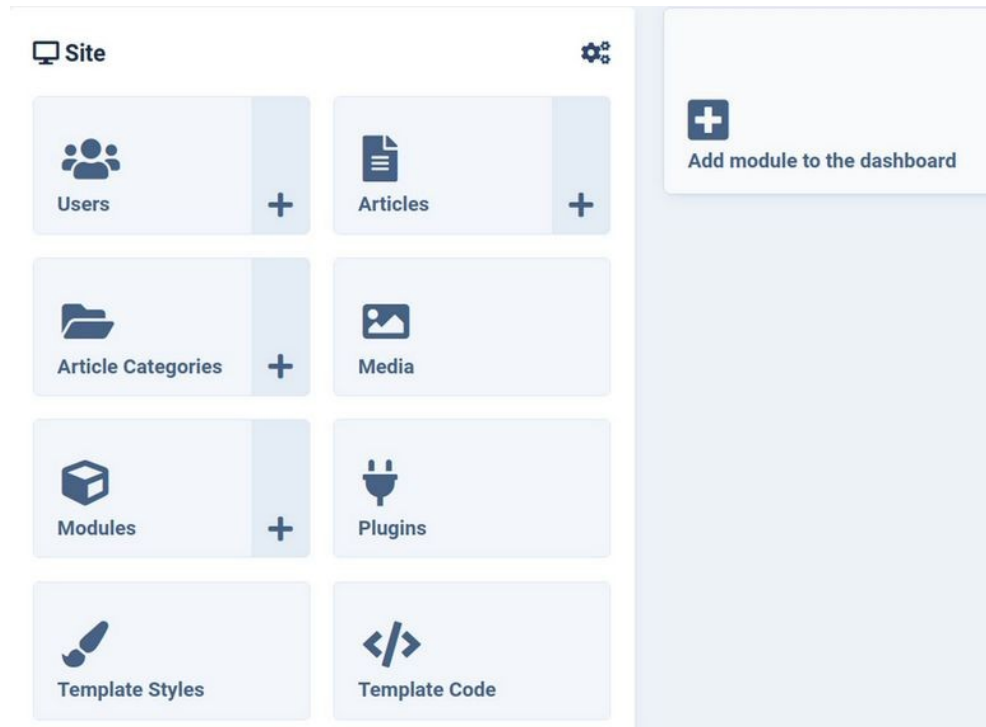 Site
Users
Articles
Add module to the dashboard
Article Categories
Media
Modules
Plugins
Template Styles
Template Code